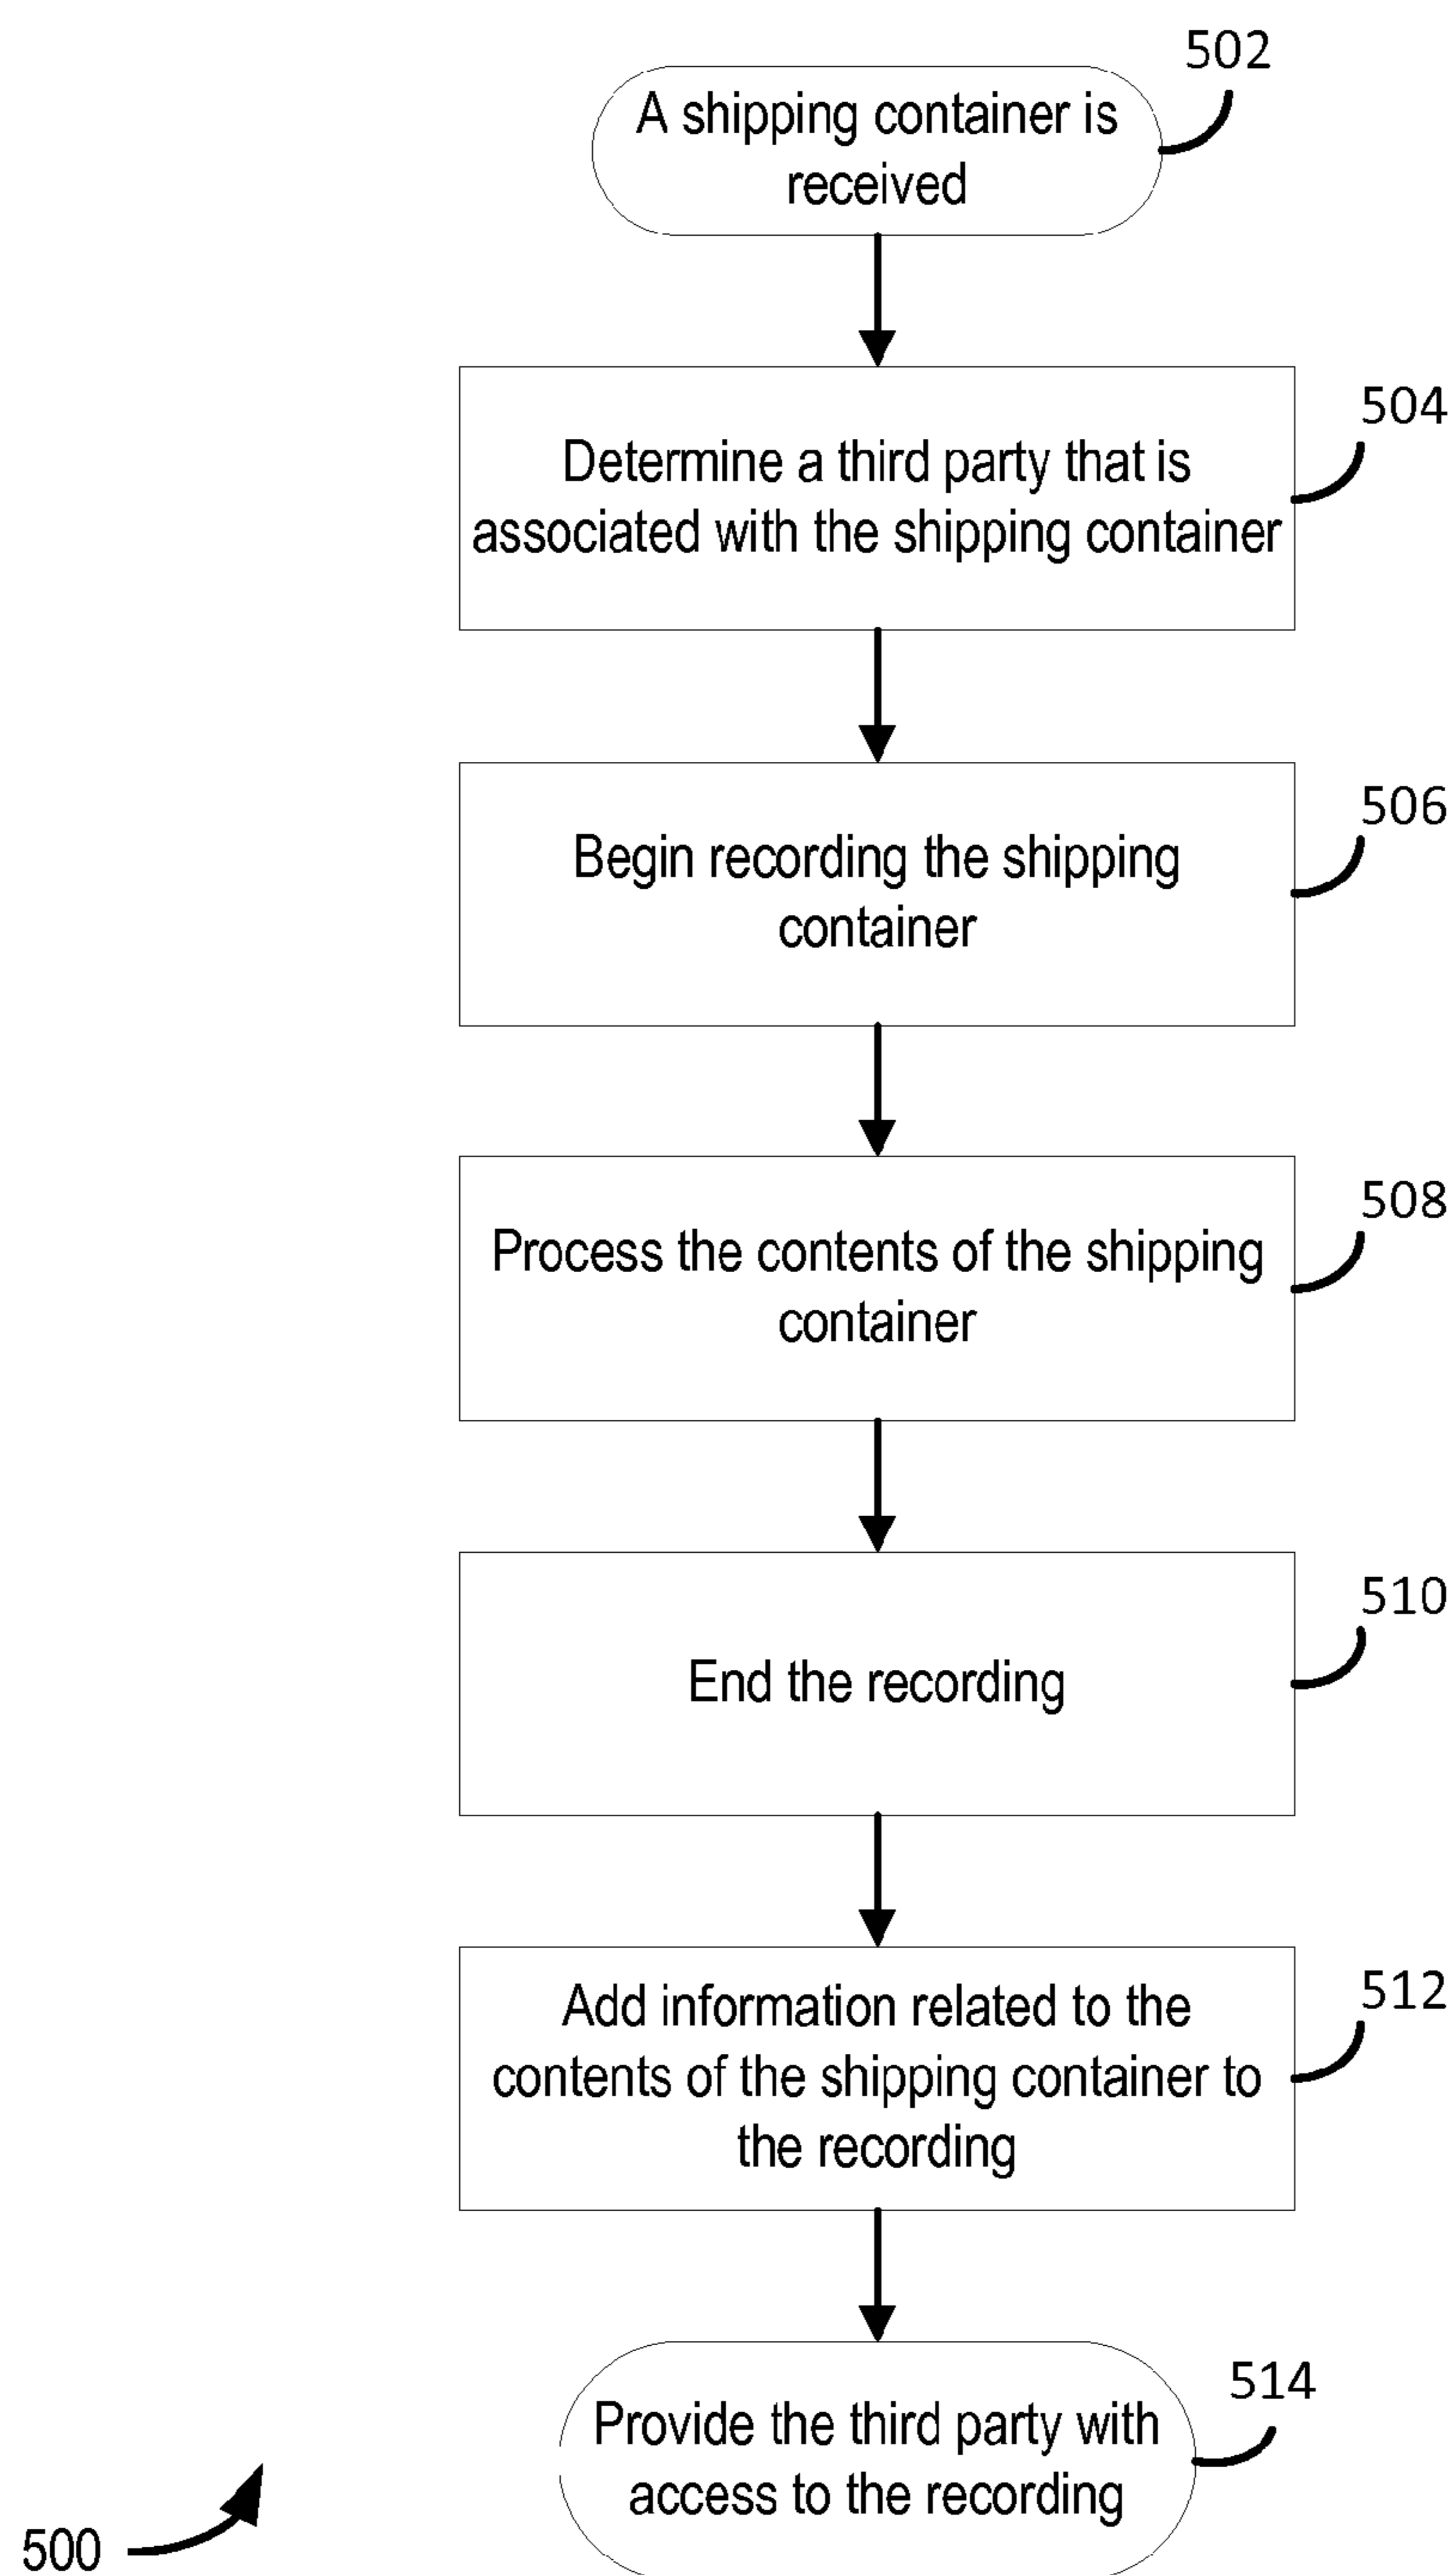 502
A shipping container is
received
504
Determine a third party that is
associated with the shipping container
506
Begin recording the shipping
container
508
Process the contents of the shipping
container
510
End the recording
512
Add information related to the
contents of the shipping container to
the recording
514
Provide the third party with
access to the recording
500